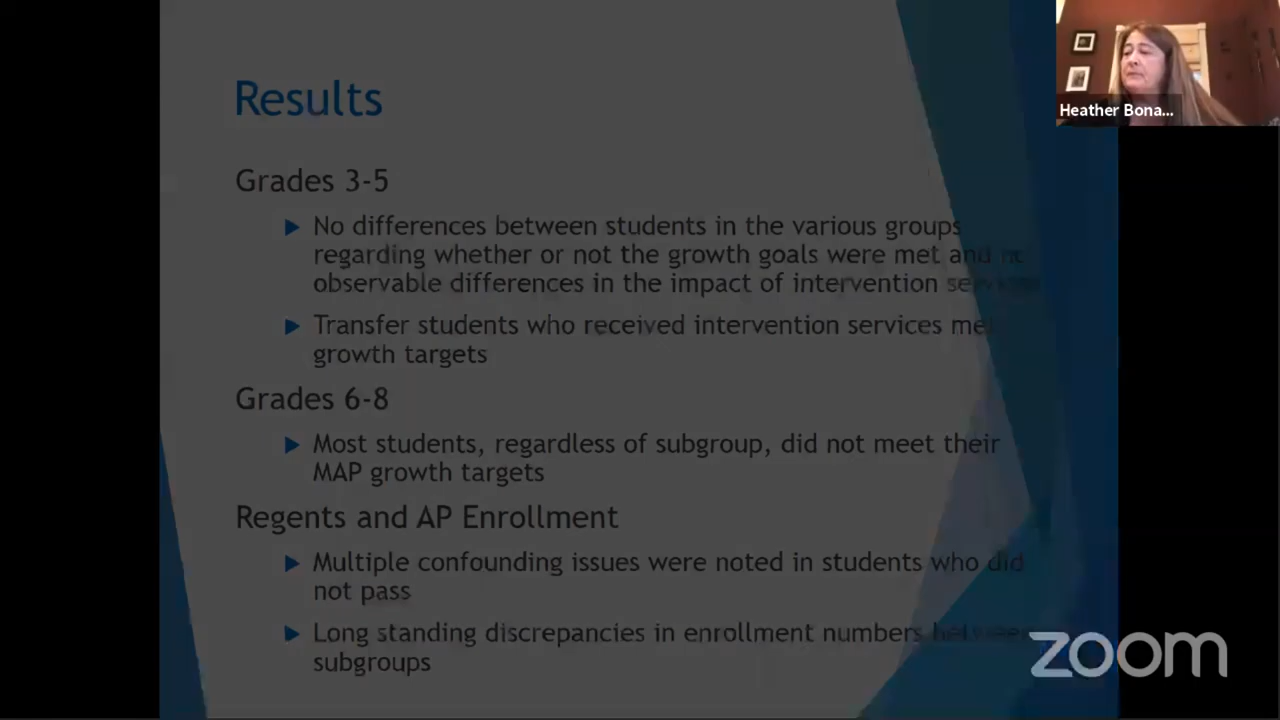 Results
Grades 3-5
No differences between students in the various groups
regarding whether or not the growth goals were met and no
observable differences in the impact of intervention services
Transfer students who received intervention services met
growth targets
Grades 6-8
Most students, regardless of subgroup, did not meet their
MAP growth targets
Regents and AP Enrollment
Multiple confounding issues were noted in students who did
not pass
Long standing discrepancies in enrollment numbers between
subgroups
Heather Bona...
zoom